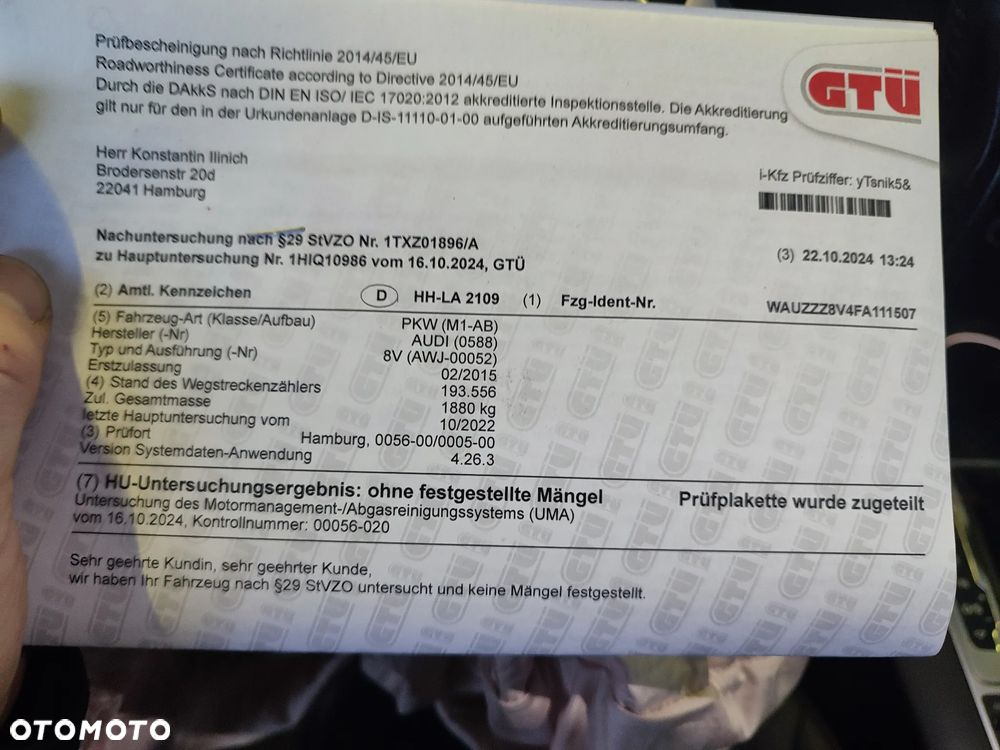 Prüfbescheinigung nach Richtlinie 2014/45/EU
Roadworthiness Certificate according to Directive 2014/45/EU
Durch die DAkkS nach DIN EN ISO/ IEC 17020:2012 akkreditierte Inspektionsstelle. Die Akkreditierung
gilt nur für den in der Urkundenanlage D-IS-11110-01-00 aufgeführten Akkreditierungsumfang.
GTÜ
Herr Konstantin Ilinich
Brodersenstr 20d
22041 Hamburg
i-Kfz Prüfziffer: yTsnik5&
Nachuntersuchung nach §29 StVZO Nr. 1TXZ01896/A
zu Hauptuntersuchung Nr. 1HIQ10986 vom 16.10.2024, GTÜ
(3) 22.10.2024 13:24
(2) Amtl. Kennzeichen D HH-LA 2109 (1) Fzg-Ident-Nr. WAUZZZ8V4FA111507
(5) Fahrzeug-Art (Klasse/Aufbau) PKW (M1-AB)
Hersteller (-Nr) AUDI (0588)
Typ und Ausführung (-Nr) 8V (AWJ-00052)
Erstzulassung 02/2015
(4) Stand des Wegstreckenzählers 193.556
Zul. Gesamtmasse 1880 kg
letzte Hauptuntersuchung vom 10/2022
(3) Prüfort Hamburg, 0056-00/0005-00
Version Systemdaten-Anwendung 4.26.3
(7) HU-Untersuchungsergebnis: ohne festgestellte Mängel Prüfplakette wurde zugeteilt
Untersuchung des Motormanagement-/Abgasreinigungssystems (UMA)
vom 16.10.2024, Kontrollnummer: 00056-020
Sehr geehrte Kundin, sehr geehrter Kunde,
wir haben Ihr Fahrzeug nach §29 StVZO untersucht und keine Mängel festgestellt.
OTOMOTO